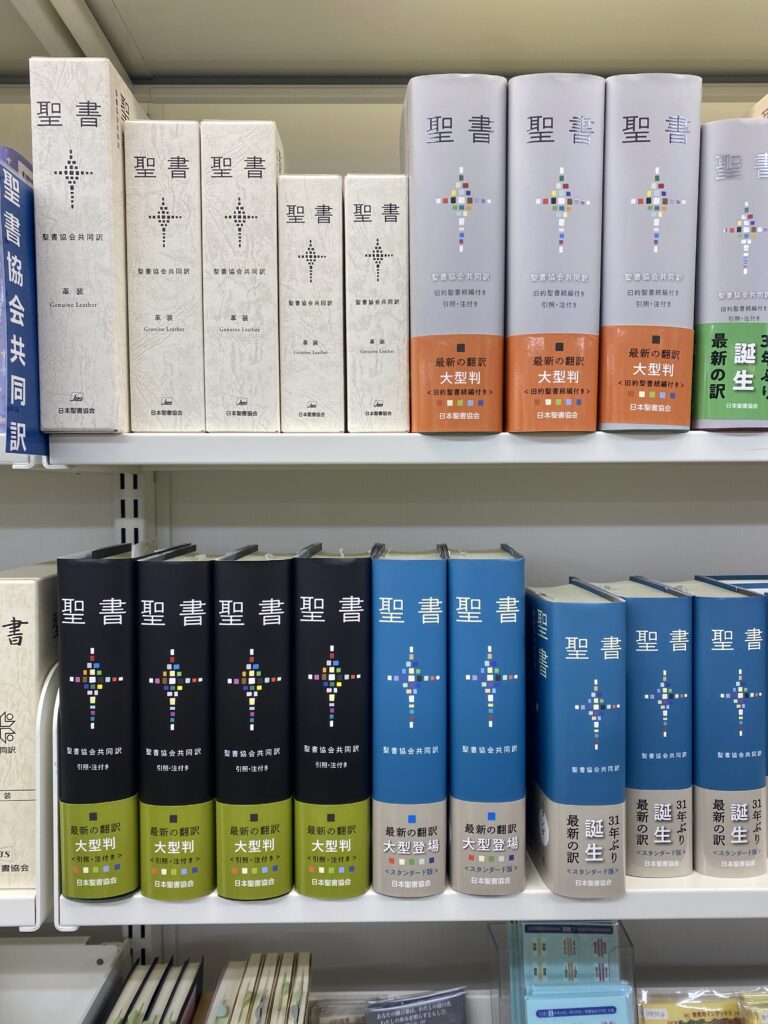 聖書協会共同訳
聖書
聖書協会共同訳
革装
Genuine Leather
日本聖書協会
聖書
聖書協会共同訳
革装
Genuine Leather
日本聖書協会
聖書
聖書協会共同訳
革装
Genuine Leather
日本聖書協会
聖書
聖書協会共同訳
革装
Genuine Leather
日本聖書協会
聖書
聖書協会共同訳
革装
Genuine Leather
日本聖書協会
聖書
聖書協会共同訳
旧約聖書続編付き
引照・注付き
最新の翻訳
大型判
<旧約聖書続編付き>
日本聖書協会
聖書
聖書協会共同訳
旧約聖書続編付き
引照・注付き
最新の翻訳
大型判
<旧約聖書続編付き>
日本聖書協会
聖書
聖書協会共同訳
旧約聖書続編付き
引照・注付き
最新の翻訳
大型判
<旧約聖書続編付き>
日本聖書協会
聖書
聖書協会共同訳
旧約聖書続編付き
引照・注付き
31年ぶり
誕生
最新の訳
書
聖書
聖書協会共同訳
引照・注付き
最新の翻訳
大型判
<引照・注付き>
日本聖書協会
聖書
聖書協会共同訳
引照・注付き
最新の翻訳
大型判
<引照・注付き>
日本聖書協会
聖書
聖書協会共同訳
引照・注付き
最新の翻訳
大型判
<引照・注付き>
日本聖書協会
聖書
聖書協会共同訳
引照・注付き
最新の翻訳
大型判
<引照・注付き>
日本聖書協会
聖書
聖書協会共同訳
最新の翻訳
大型登場
<スタンダード版>
日本聖書協会
聖書
聖書協会共同訳
最新の翻訳
大型登場
<スタンダード版>
日本聖書協会
聖書
聖書
聖書協会共同訳
31年ぶり
誕生
最新の訳
<スタンダード版>
聖書
聖書協会共同訳
31年ぶり
誕生
最新の訳
<スタンダード版>
聖書
聖書協会共同訳
31年ぶり
誕生
最新の訳
<スタンダード版>